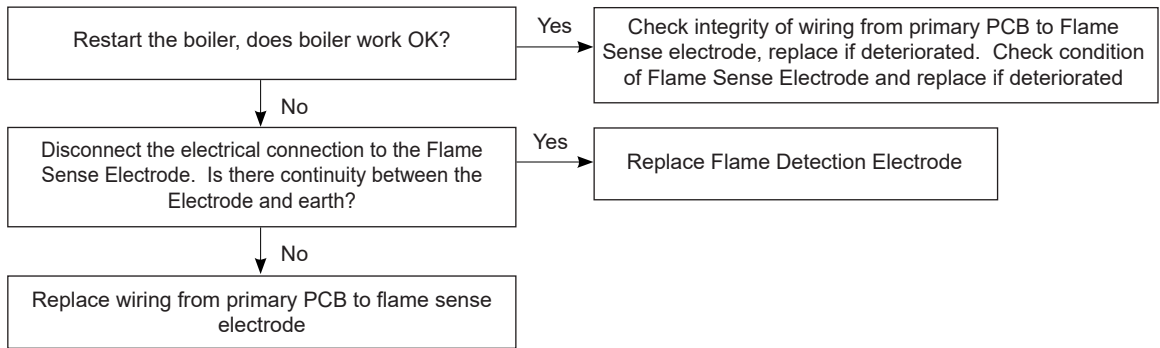 Restart the boiler, does boiler work OK?
Yes
Check integrity of wiring from primary PCB to Flame
Sense electrode, replace if deteriorated.  Check condition
of Flame Sense Electrode and replace if deteriorated
No
Disconnect the electrical connection to the Flame
Sense Electrode.  Is there continuity between the
Electrode and earth?
Yes
Replace Flame Detection Electrode
No
Replace wiring from primary PCB to flame sense
electrode